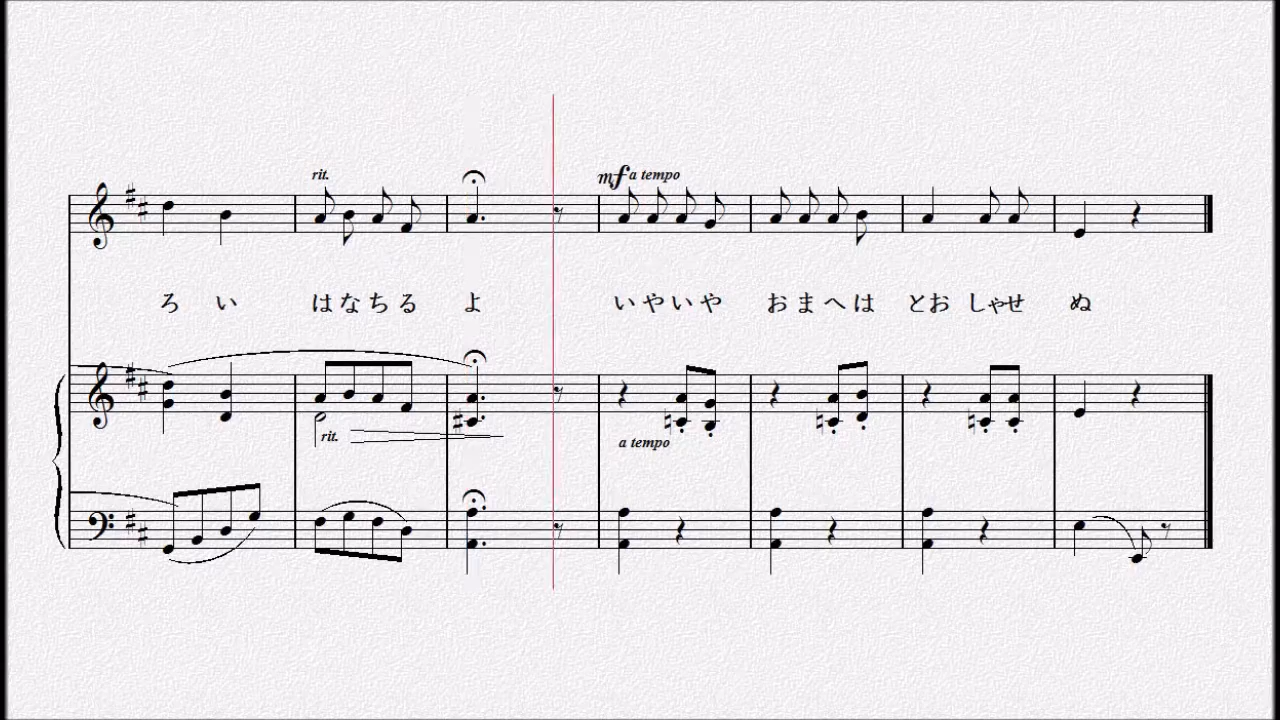 rit.
mf a tempo
ろ い はなちる よ いやいや おまへは とお しゃせ ぬ
rit.
a tempo